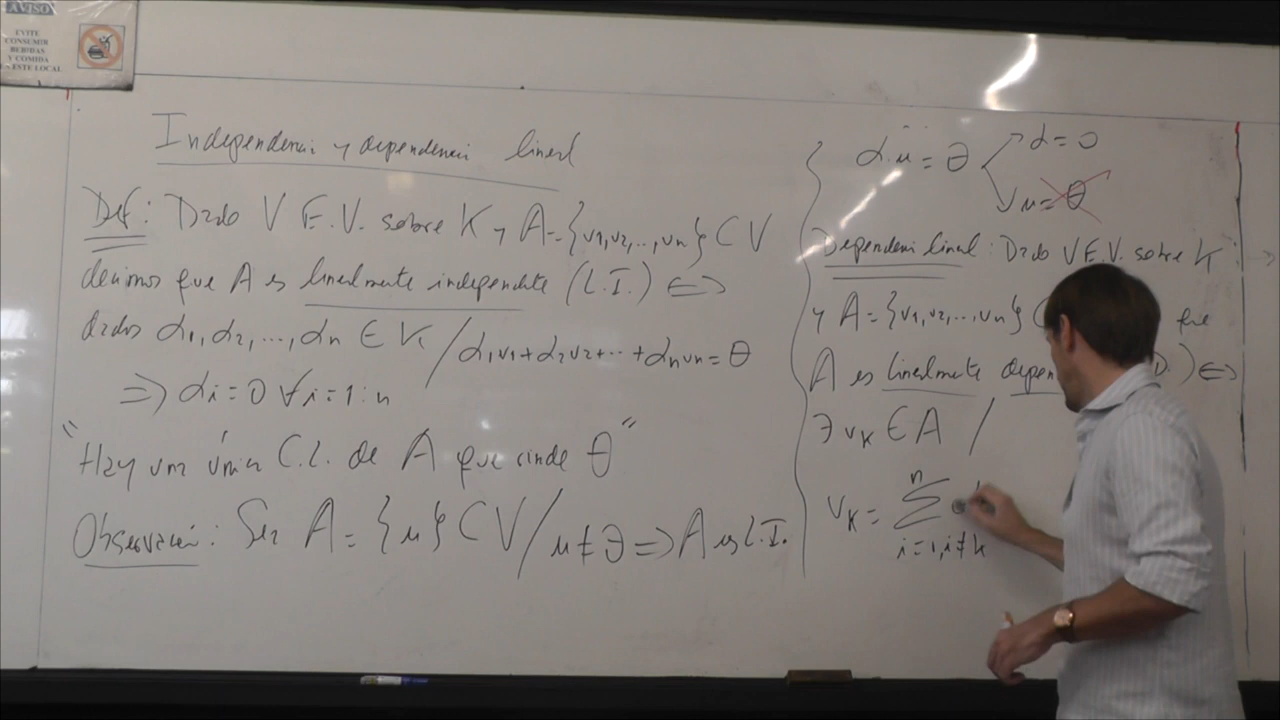 AVISO
EVITE
CONSUMIR
BEBIDAS
Y COMIDA
EN ESTE LOCAL
Independencia y dependencia lineal
Def: Dado V E.V. sobre K y A={v1,v2,...,vn} ⊂ V
decimos que A es linealmente independiente (L.I.) ⇔
dados α1,α2,...,αn ∈ K / α1v1+α2v2+...+αnvn=θ
⇒ αi=0 ∀i=1:n
"Hay una única C.L. de A que rinde θ"
Observación: Sea A={u} ⊂ V / u≠θ ⇒ A es L.I.
α.u=θ
α=0
u=θ
Dependencia lineal: Dado V E.V. sobre K
y A={v1,v2,...,vn} que
A es linealmente D.) ⇔
∃ vK ∈ A /
vK = Σ n i=1, i≠k